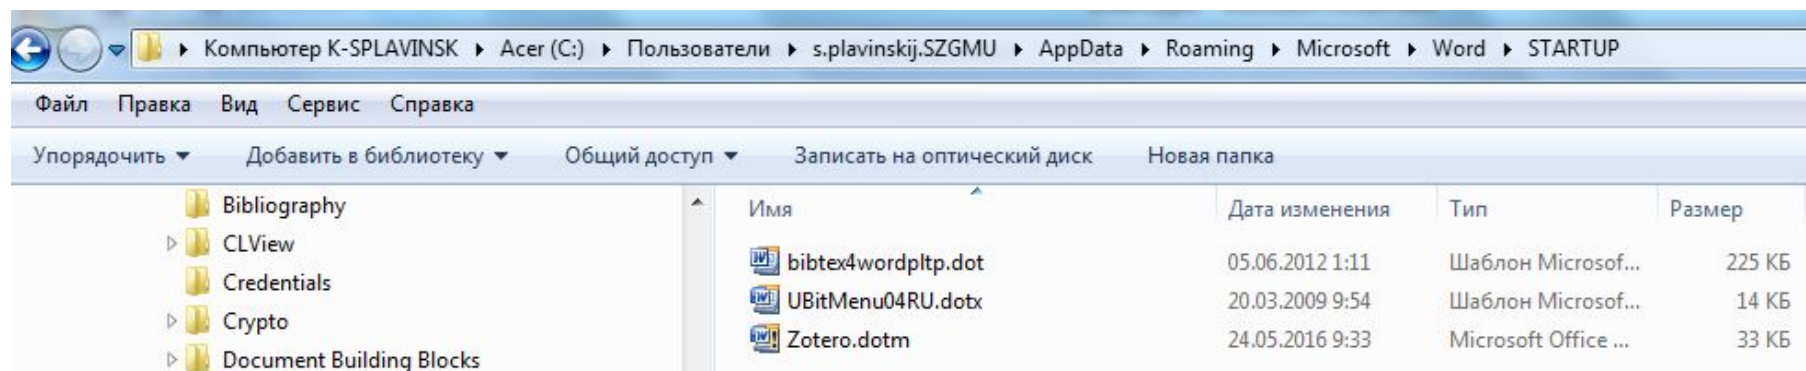 Компьютер K-SPLAVINSK Acer (C:) Пользователи s.plavinskij.SZGMU AppData Roaming Microsoft Word STARTUP
Файл Правка Вид Сервис Справка
Упорядочить Добавить в библиотеку Общий доступ Записать на оптический диск Новая папка
Bibliography
CLView
Credentials
Crypto
Document Building Blocks
Имя Дата изменения Тип Размер
bibtex4wordpltp.dot 05.06.2012 1:11 Шаблон Microsof... 225 КБ
UBitMenu04RU.dotx 20.03.2009 9:54 Шаблон Microsof... 14 КБ
Zotero.dotm 24.05.2016 9:33 Microsoft Office ... 33 КБ